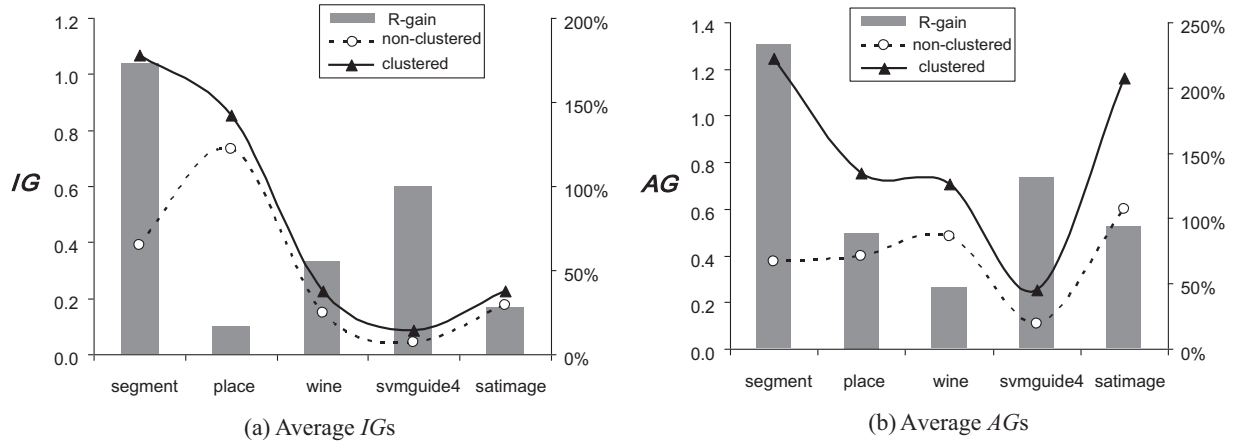 1.2
1.0
0.8
0.6
0.4
0.2
0.0
IG
200%
150%
100%
50%
0%
R-gain
non-clustered
clustered
segment place wine svmguide4 satimage
(a) Average IGs
1.4
1.2
1.0
0.8
0.6
0.4
0.2
0.0
AG
250%
200%
150%
100%
50%
0%
R-gain
non-clustered
clustered
segment place wine svmguide4 satimage
(b) Average AGs